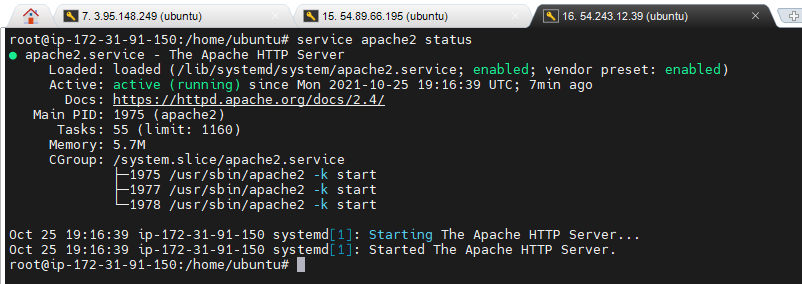 7. 3.95.148.249 (ubuntu)
15. 54.89.66.195 (ubuntu)
16. 54.243.12.39 (ubuntu)
root@ip-172-31-91-150:/home/ubuntu# service apache2 status
● apache2.service - The Apache HTTP Server
     Loaded: loaded (/lib/systemd/system/apache2.service; enabled; vendor preset: enabled)
     Active: active (running) since Mon 2021-10-25 19:16:39 UTC; 7min ago
       Docs: https://httpd.apache.org/docs/2.4/
   Main PID: 1975 (apache2)
      Tasks: 55 (limit: 1160)
     Memory: 5.7M
     CGroup: /system.slice/apache2.service
             ├─1975 /usr/sbin/apache2 -k start
             ├─1977 /usr/sbin/apache2 -k start
             └─1978 /usr/sbin/apache2 -k start
Oct 25 19:16:39 ip-172-31-91-150 systemd[1]: Starting The Apache HTTP Server...
Oct 25 19:16:39 ip-172-31-91-150 systemd[1]: Started The Apache HTTP Server.
root@ip-172-31-91-150:/home/ubuntu#